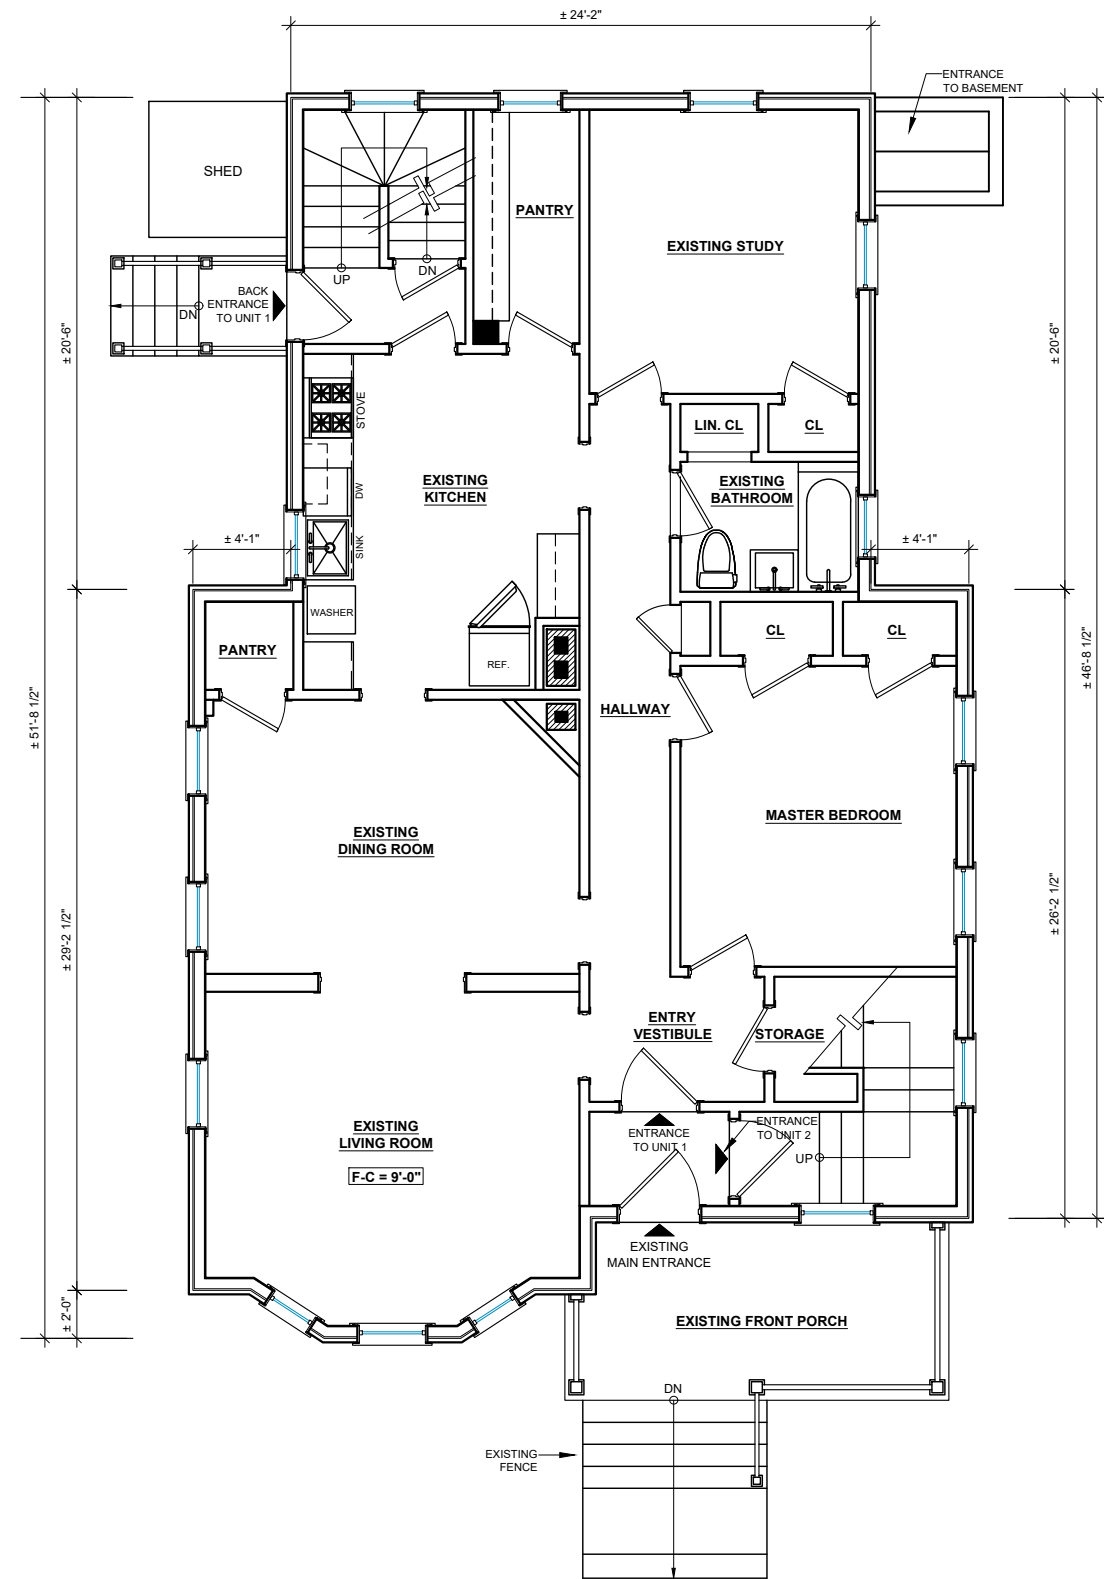 ± 24'-2"
ENTRANCE
TO BASEMENT
SHED
PANTRY
EXISTING STUDY
UP
DN
BACK
ENTRANCE
TO UNIT 1
DN
± 20'-6"
± 20'-6"
STOVE
LIN. CL
CL
EXISTING
KITCHEN
DW
EXISTING
BATHROOM
SINK
± 4'-1"
± 4'-1"
WASHER
PANTRY
CL
CL
REF.
± 46'-8 1/2"
± 51'-8 1/2"
HALLWAY
MASTER BEDROOM
EXISTING
DINING ROOM
± 26'-2 1/2"
± 29'-2 1/2"
ENTRY
VESTIBULE
STORAGE
EXISTING
LIVING ROOM
F-C = 9'-0"
ENTRANCE
TO UNIT 1
ENTRANCE
TO UNIT 2
UP
EXISTING
MAIN ENTRANCE
± 2'-0"
EXISTING FRONT PORCH
DN
EXISTING
FENCE